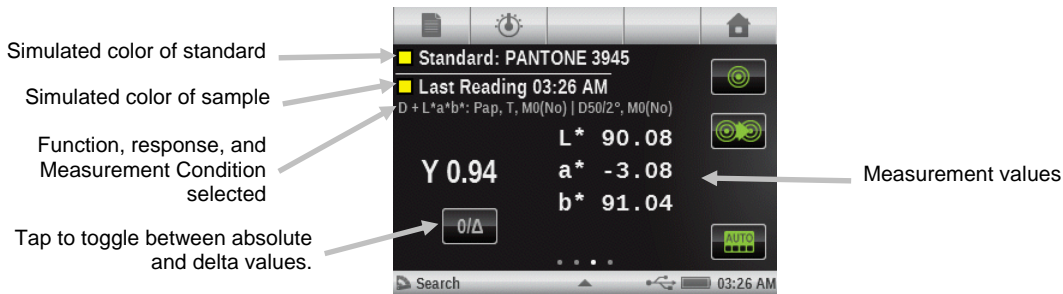 Simulated color of standard
Simulated color of sample
Function, response, and
Measurement Condition
selected
Tap to toggle between absolute
and delta values.
Standard: PANTONE 3945
Last Reading 03:26 AM
D + L*a*b*: Pap, T, M0(No) | D50/2°, M0(No)
L* 90.08
Y 0.94
a* -3.08
b* 91.04
0/Δ
AUTO
Search
03:26 AM
Measurement values